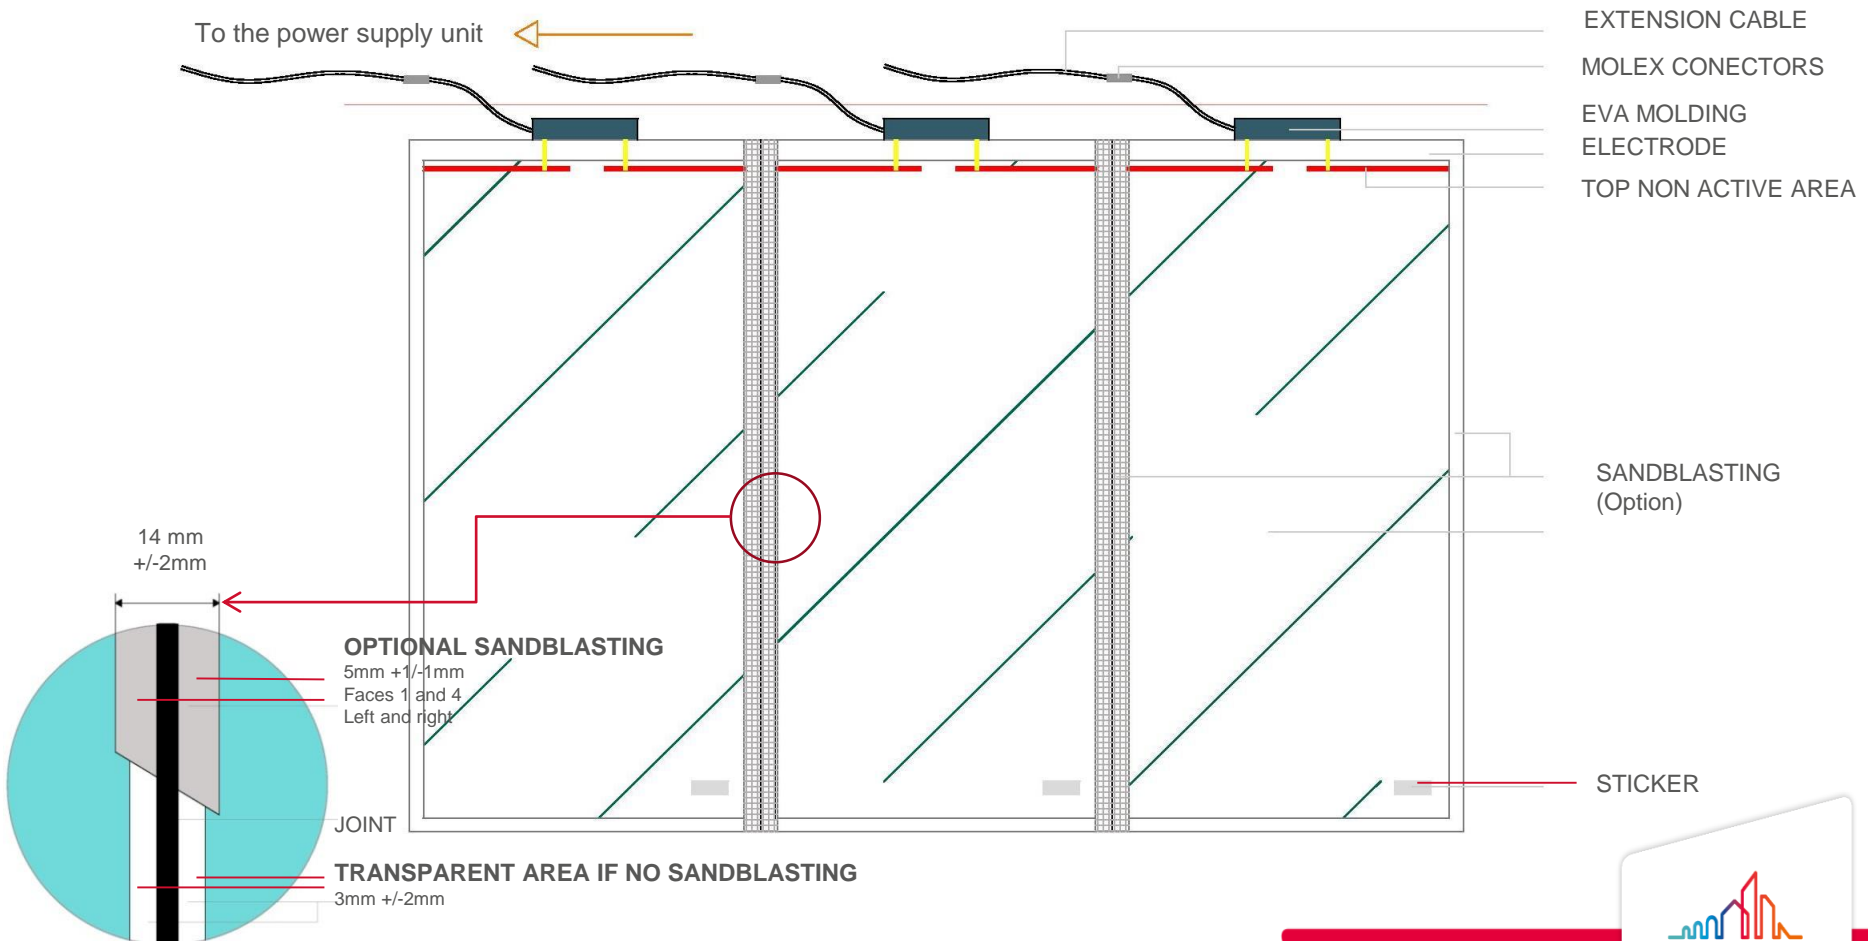 To the power supply unit
EXTENSION CABLE
MOLEX CONECTORS
EVA MOLDING
ELECTRODE
TOP NON ACTIVE AREA
SANDBLASTING
(Option)
14 mm
+/-2mm
OPTIONAL SANDBLASTING
5mm +1/-1mm
Faces 1 and 4
Left and right
STICKER
JOINT
TRANSPARENT AREA IF NO SANDBLASTING
3mm +/-2mm